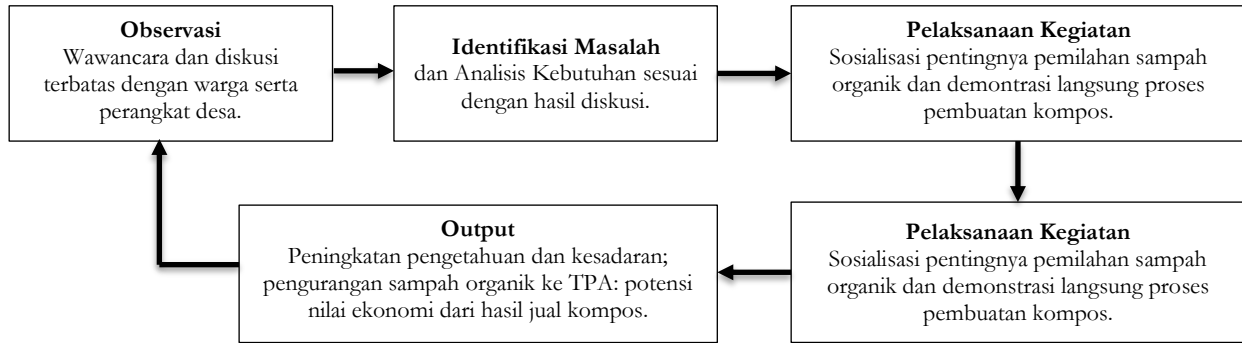 Observasi
Wawancara dan diskusi
terbatas dengan warga serta
perangkat desa.
Identifikasi Masalah
dan Analisis Kebutuhan sesuai
dengan hasil diskusi.
Pelaksanaan Kegiatan
Sosialisasi pentingnya pemilahan sampah
organik dan demontrasi langsung proses
pembuatan kompos.
Pelaksanaan Kegiatan
Sosialisasi pentingnya pemilahan sampah
organik dan demonstrasi langsung proses
pembuatan kompos.
Output
Peningkatan pengetahuan dan kesadaran;
pengurangan sampah organik ke TPA: potensi
nilai ekonomi dari hasil jual kompos.